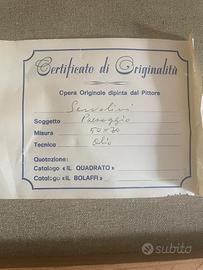 Certificato di Originalità
Opera Originale dipinta dal Pittore
Servolini
Soggetto Paesaggio
Misura 50x70
Tecnica Olio
Quotazione:
Catalogo «IL QUADRATO»
Catalogo «IL BOLAFFI»
subito